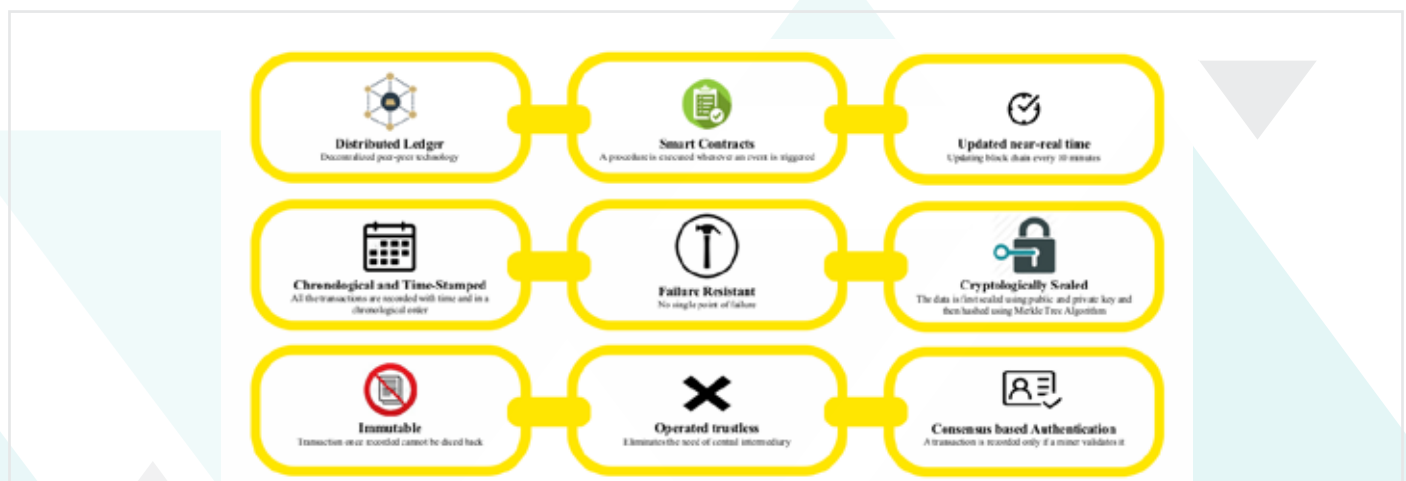 Distributed Ledger
Decentralized peer-peer technology
Smart Contracts
A procedure is executed whenever an event is triggered
Updated near-real time
Updating block chain every 10 minutes
Chronological and Time-Stamped
All the transactions are recorded with time and in a
chronological order
Failure Resistant
No single point of failure
Cryptologically Sealed
The data is first sealed using public and private key and
then hashed using Merkle Tree Algorithm
Immutable
Transaction once recorded cannot be back
Operated trustless
Eliminates the need of central intermediary
Consensus based Authentication
A transaction is recorded only if a miner validates it